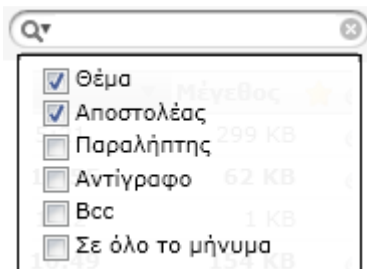 Θέμα
Μέγεθος
Αποστολέας
299 KB
Παραλήπτης
Αντίγραφο
62 KB
Bcc
1 KB
Σε όλο το μήνυμα
154 KB